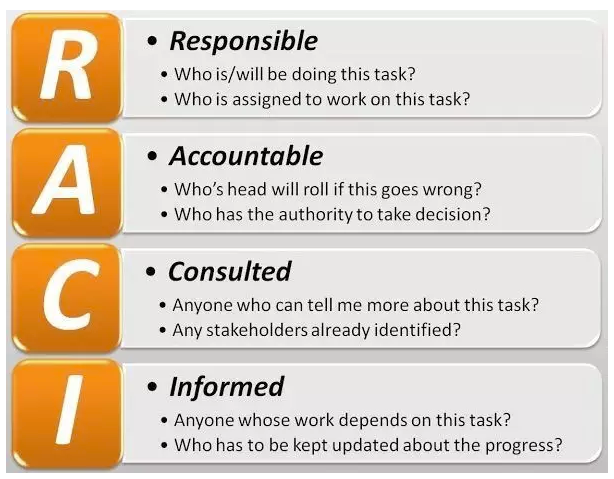 R
• Responsible
• Who is/will be doing this task?
• Who is assigned to work on this task?
A
• Accountable
• Who's head will roll if this goes wrong?
• Who has the authority to take decision?
C
• Consulted
• Anyone who can tell me more about this task?
• Any stakeholders already identified?
I
• Informed
• Anyone whose work depends on this task?
• Who has to be kept updated about the progress?